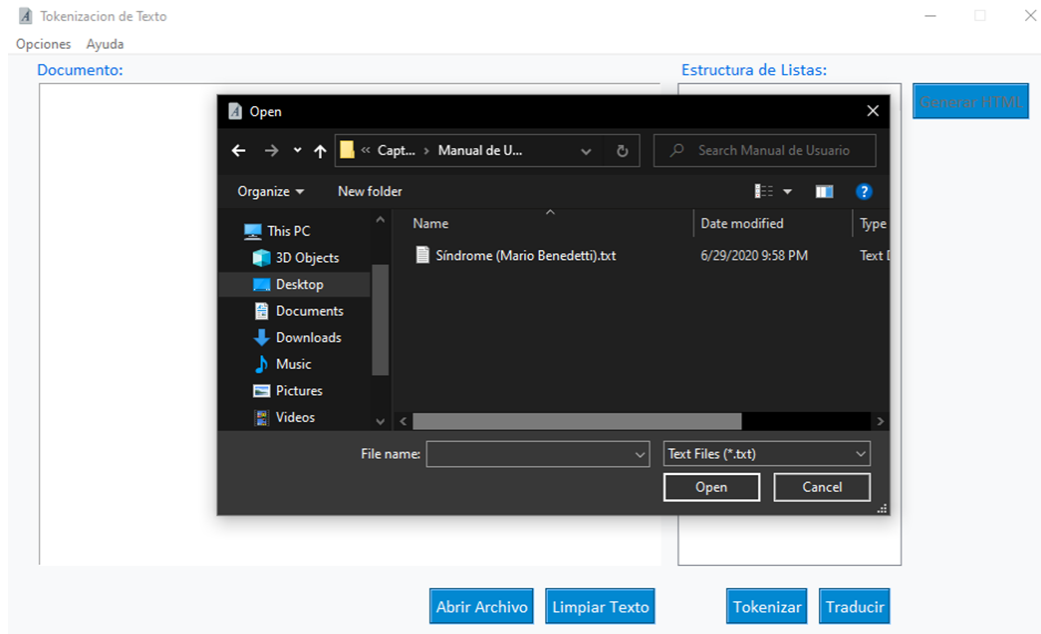 Tokenizacion de Texto
Opciones Ayuda
Documento: Estructura de Listas:
Generar HTML
Open
« Capt... › Manual de U... Search Manual de Usuario
Organize New folder
Name Date modified Type
This PC
Síndrome (Mario Benedetti).txt 6/29/2020 9:58 PM Text
3D Objects
Desktop
Documents
Downloads
Music
Pictures
Videos
File name: Text Files (*.txt)
Open Cancel
Abrir Archivo Limpiar Texto Tokenizar Traducir